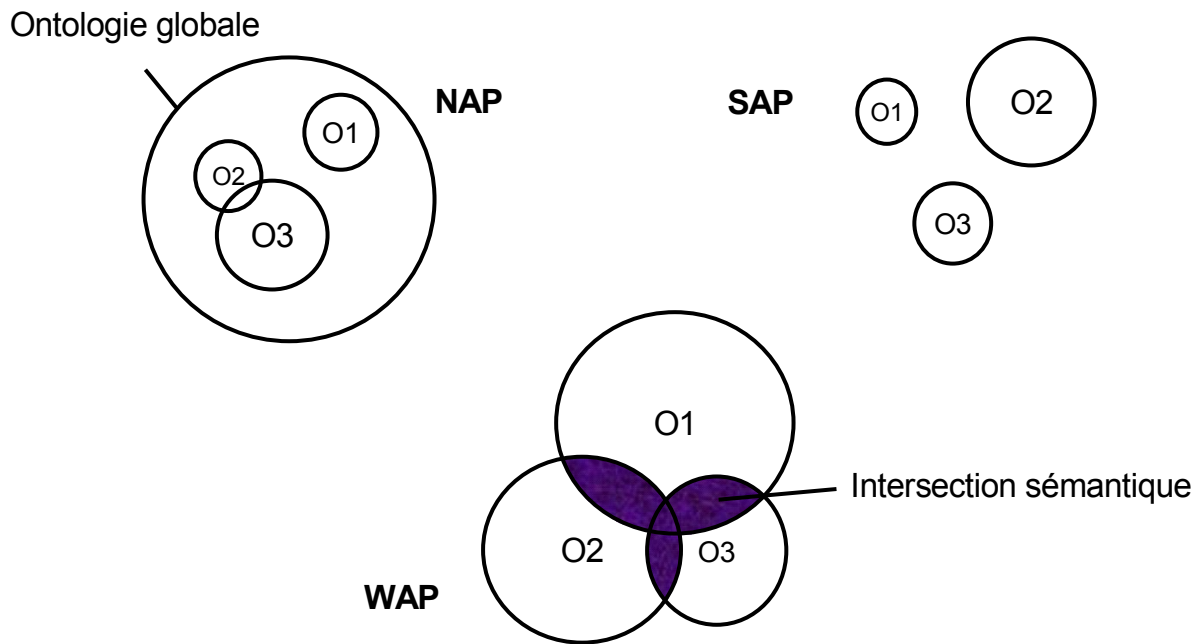 Ontologie globale
NAP
O1
O2
O3
SAP
O1
O2
O3
O1
Intersection sémantique
O2
O3
WAP